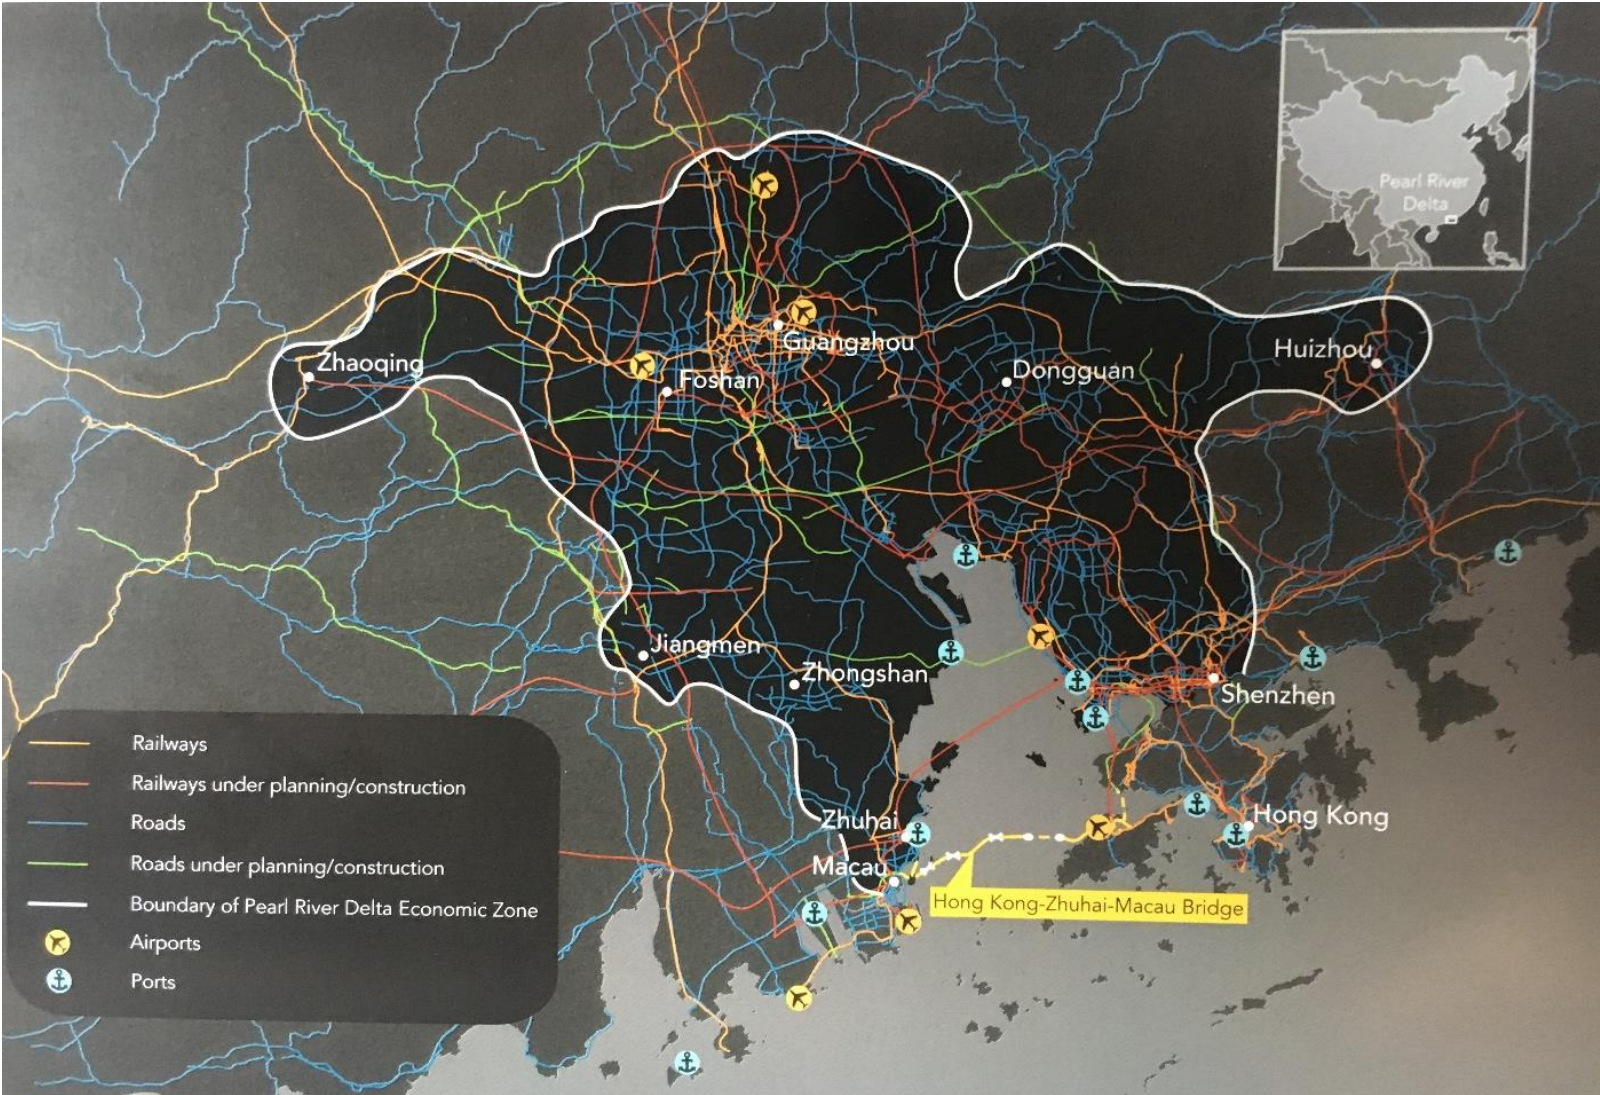 Pearl River
Delta
Zhaoqing
Guangzhou
Foshan
Dongguan
Huizhou
Jiangmen
Zhongshan
Shenzhen
Zhuhai
Macau
Hong Kong
Hong Kong-Zhuhai-Macau Bridge
Railways
Railways under planning/construction
Roads
Roads under planning/construction
Boundary of Pearl River Delta Economic Zone
Airports
Ports